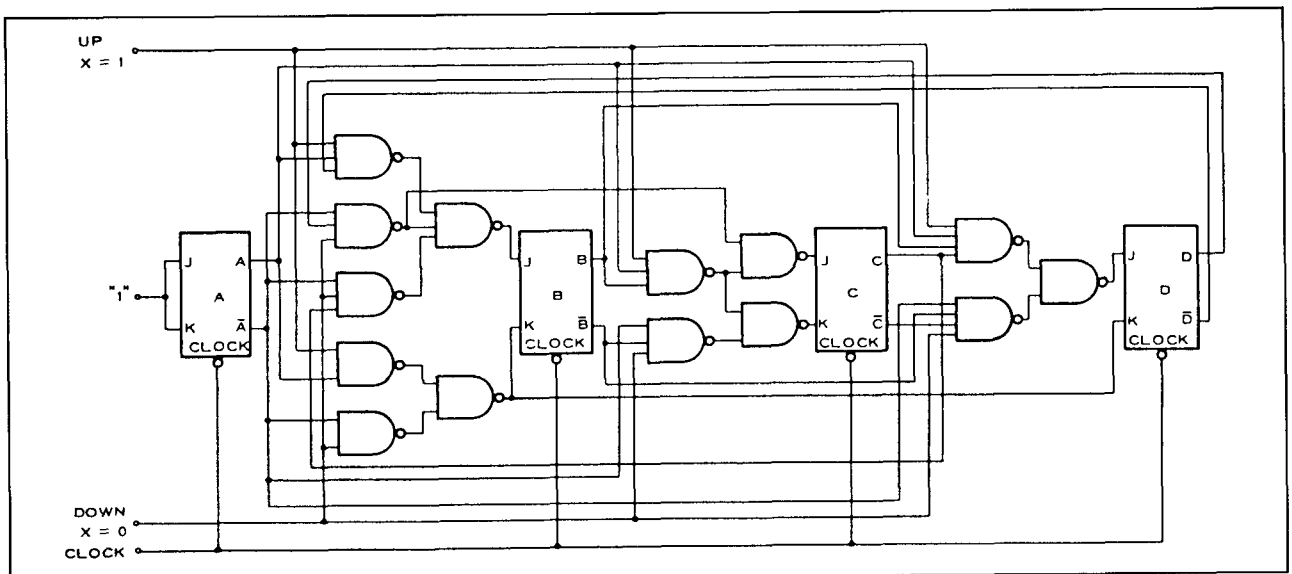 UP
X = 1
"1"
J A
A
K Ā
CLOCK
J B
B
K B̄
CLOCK
J C
C
K C̄
CLOCK
J D
D
K D̄
CLOCK
DOWN
X = 0
CLOCK